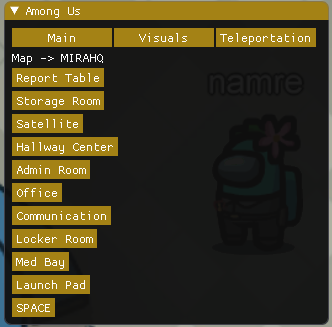 Among Us
Main Visuals Teleportation
Map -> MIRAHQ
Report Table
Storage Room
Satellite
Hallway Center
Admin Room
Office
Communication
Locker Room
Med Bay
Launch Pad
SPACE
namre